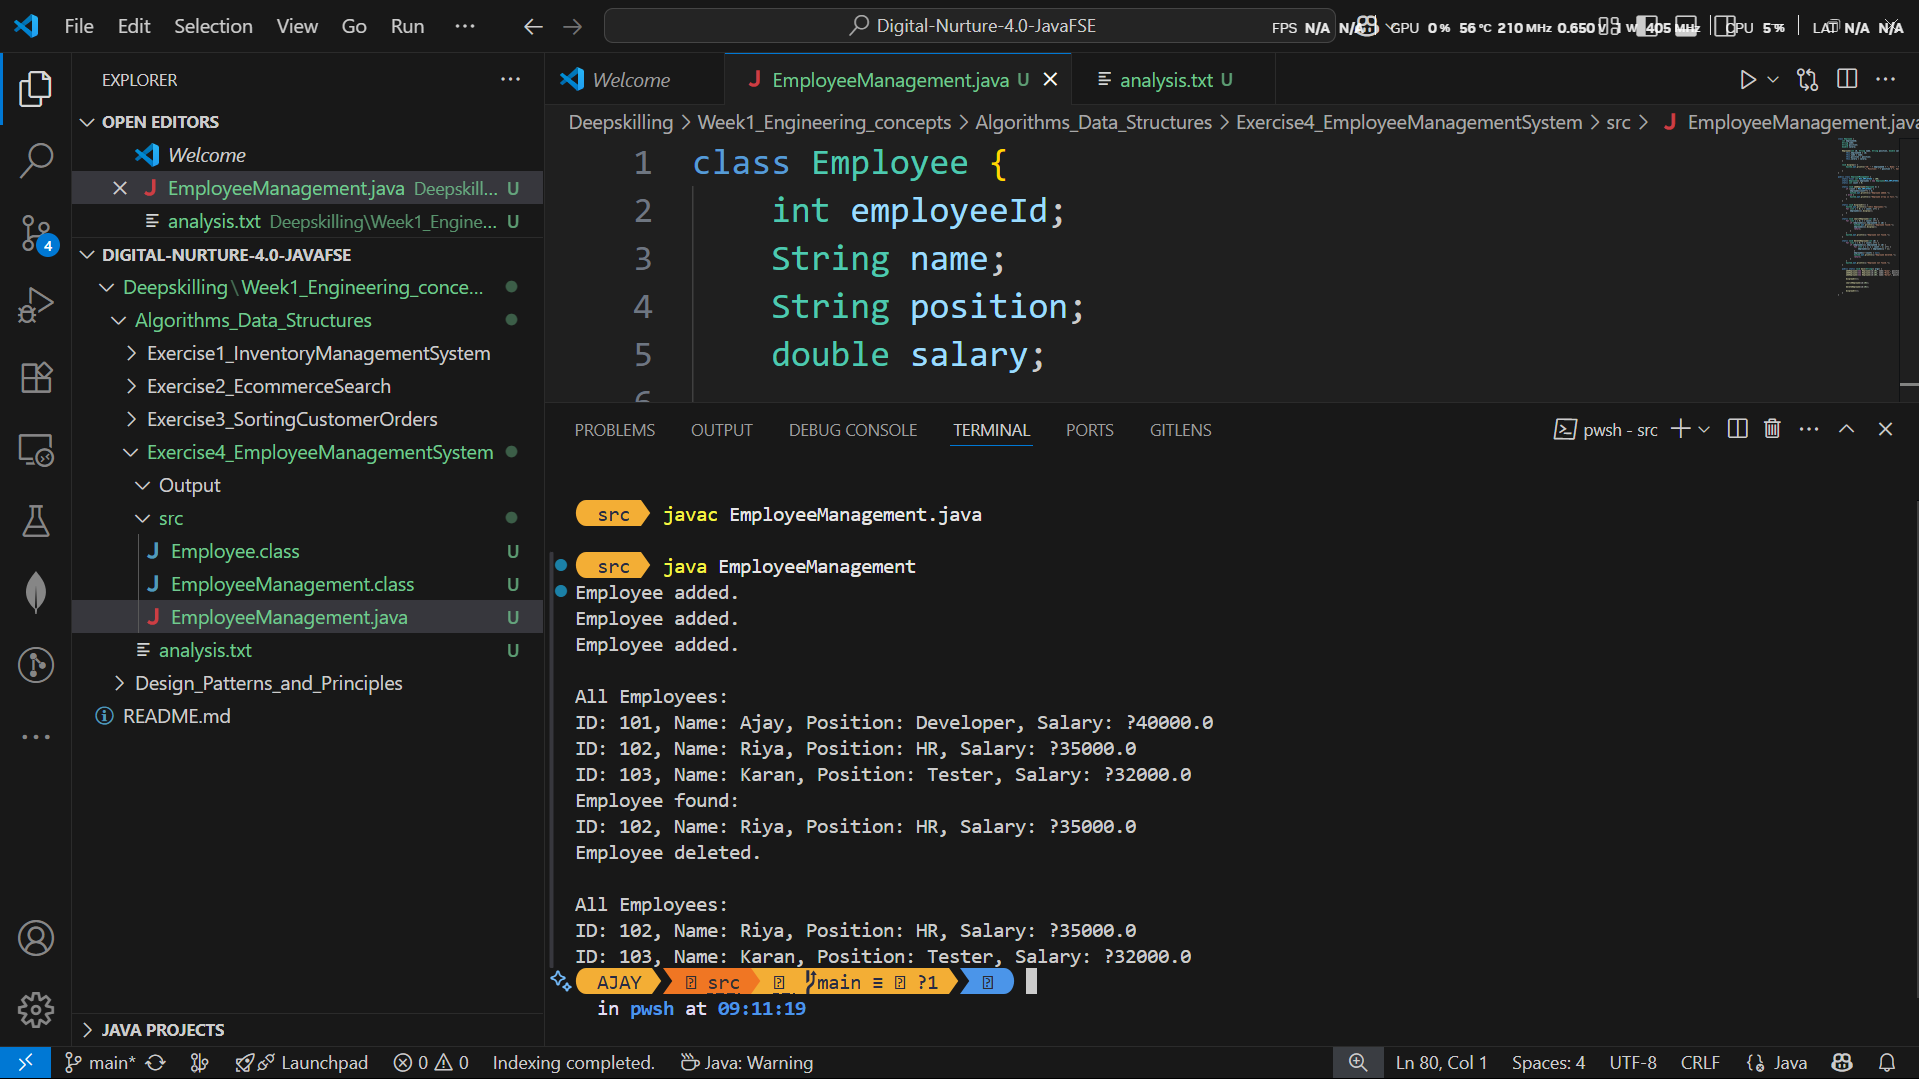 File Edit Selection View Go Run ··· Digital-Nurture-4.0-JavaFSE FPS N/A N/A GPU 0% 56°C 210 MHz 0.650 V 405 MHz CPU 5% LAT N/A N/A
EXPLORER
OPEN EDITORS
Welcome
EmployeeManagement.java Deepskill... U
analysis.txt Deepskilling\Week1_Engine... U
DIGITAL-NURTURE-4.0-JAVAFSE
Deepskilling\Week1_Engineering_conce...
Algorithms_Data_Structures
Exercise1_InventoryManagementSystem
Exercise2_EcommerceSearch
Exercise3_SortingCustomerOrders
Exercise4_EmployeeManagementSystem
Output
src
Employee.class U
EmployeeManagement.class U
EmployeeManagement.java U
analysis.txt U
Design_Patterns_and_Principles
README.md
JAVA PROJECTS
4
Welcome EmployeeManagement.java U analysis.txt U
Deepskilling > Week1_Engineering_concepts > Algorithms_Data_Structures > Exercise4_EmployeeManagementSystem > src > EmployeeManagement.java
1 class Employee {
2 int employeeId;
3 String name;
4 String position;
5 double salary;
6
PROBLEMS OUTPUT DEBUG CONSOLE TERMINAL PORTS GITLENS pwsh - src
src javac EmployeeManagement.java
src java EmployeeManagement
Employee added.
Employee added.
Employee added.
All Employees:
ID: 101, Name: Ajay, Position: Developer, Salary: ?40000.0
ID: 102, Name: Riya, Position: HR, Salary: ?35000.0
ID: 103, Name: Karan, Position: Tester, Salary: ?32000.0
Employee found:
ID: 102, Name: Riya, Position: HR, Salary: ?35000.0
Employee deleted.
All Employees:
ID: 102, Name: Riya, Position: HR, Salary: ?35000.0
ID: 103, Name: Karan, Position: Tester, Salary: ?32000.0
AJAY src main ≡ ?1
in pwsh at 09:11:19
main* Launchpad 0 0 Indexing completed. Java: Warning Ln 80, Col 1 Spaces: 4 UTF-8 CRLF Java